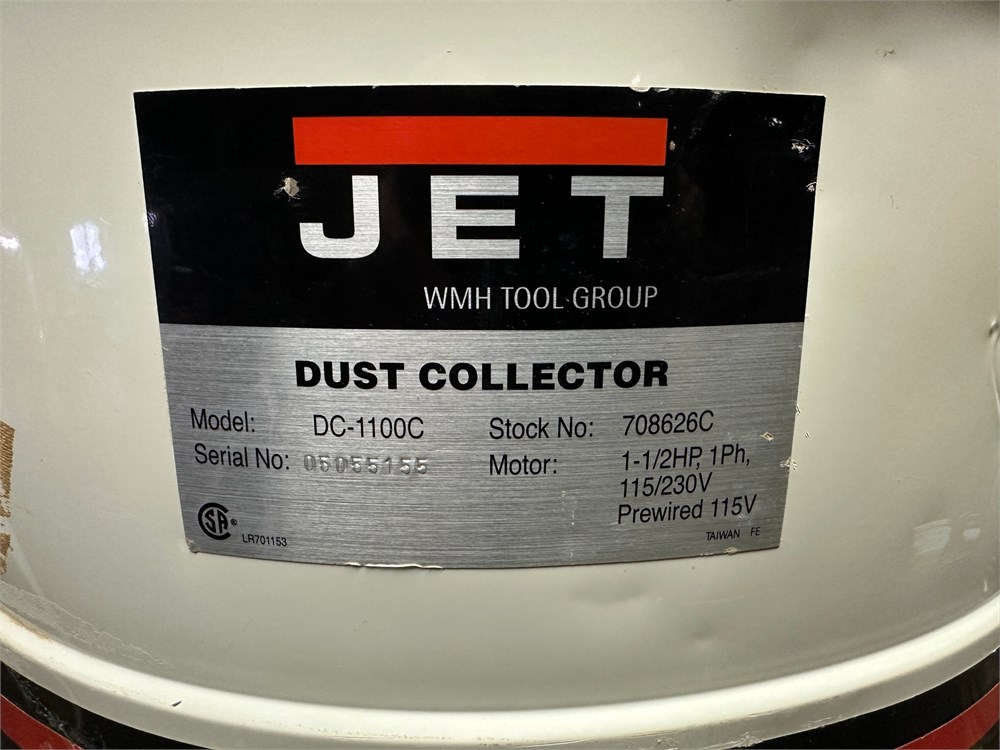 JET
WMH TOOL GROUP
DUST COLLECTOR
Model: DC-1100C
Stock No: 708626C
Serial No: 05055155
Motor: 1-1/2HP, 1Ph,
115/230V
Prewired 115V
SA®
LR701153
TAIWAN FE